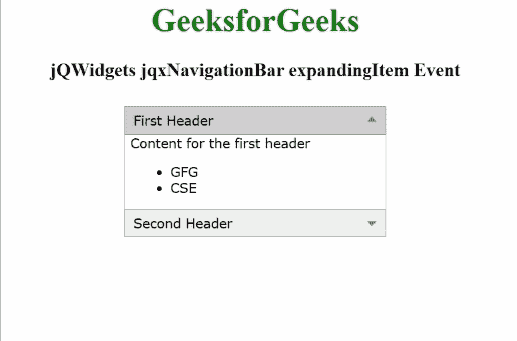 GeeksforGeeks
jQWidgets jqxNavigationBar expandingItem Event
First Header
Content for the first header
GFG
CSE
Second Header